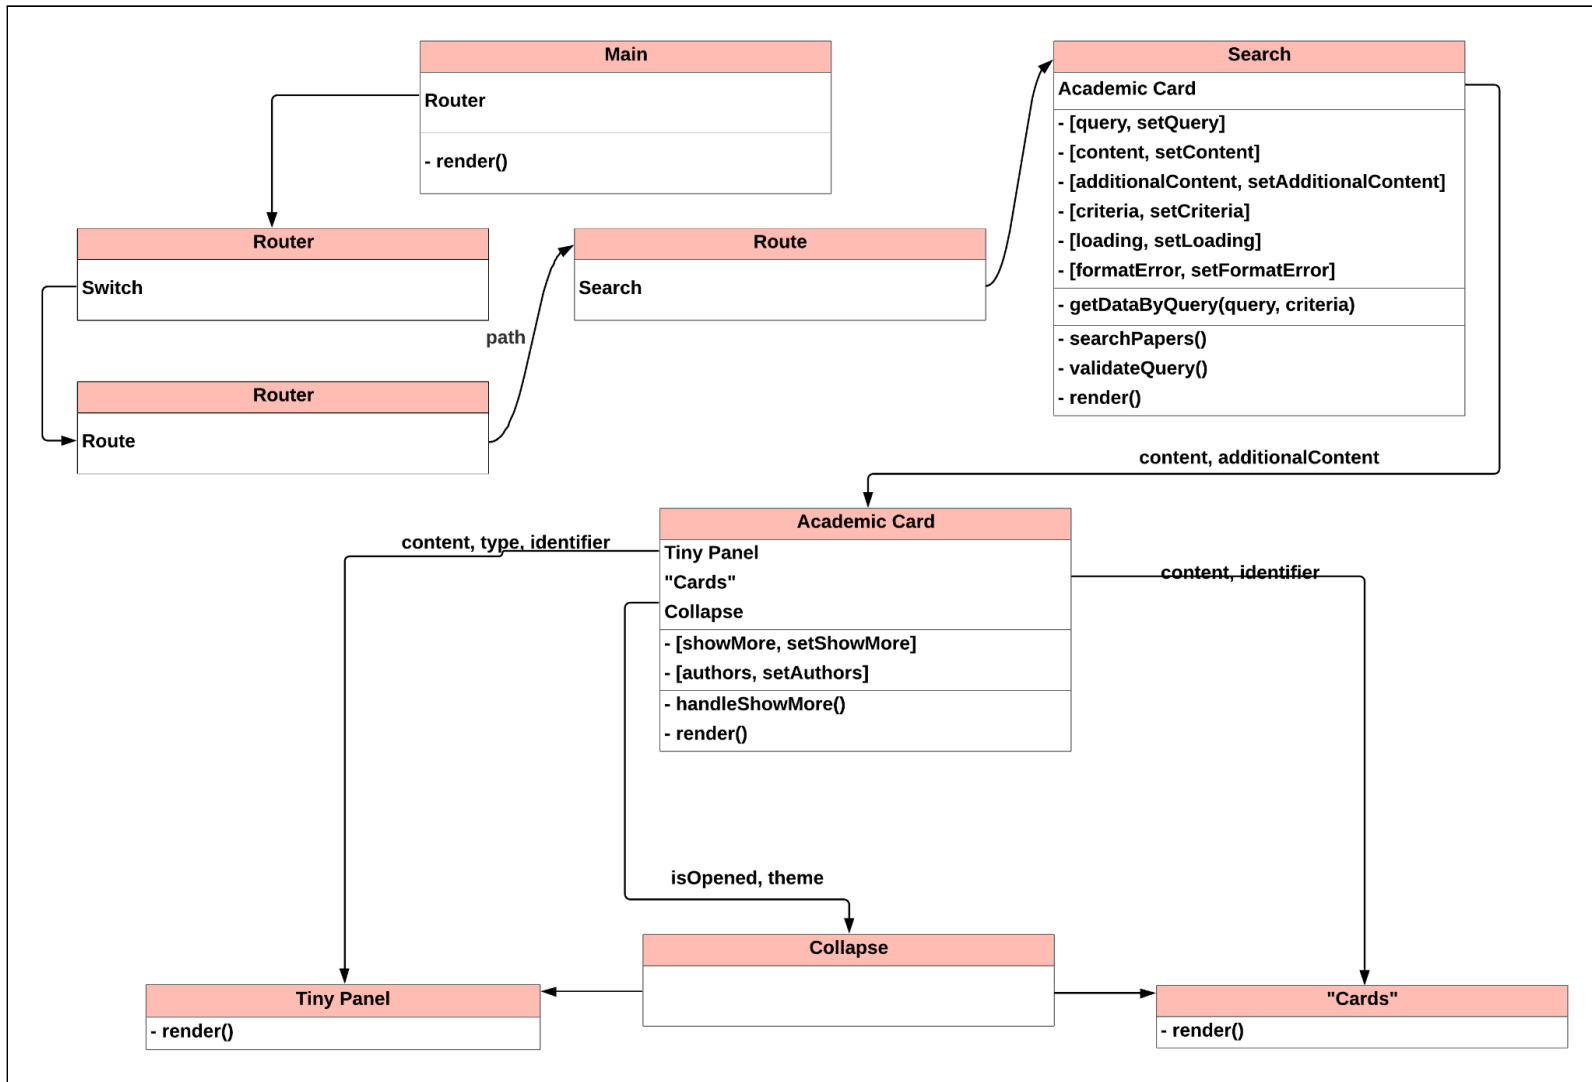 Main
Router
- render()
Search
Academic Card
- [query, setQuery]
- [content, setContent]
- [additionalContent, setAdditionalContent]
- [criteria, setCriteria]
- [loading, setLoading]
- [formatError, setFormatError]
- getDataByQuery(query, criteria)
- searchPapers()
- validateQuery()
- render()
Router
Switch
Route
Search
path
Router
Route
content, additionalContent
Academic Card
Tiny Panel
"Cards"
Collapse
- [showMore, setShowMore]
- [authors, setAuthors]
- handleShowMore()
- render()
content, type, identifier
content, identifier
isOpened, theme
Collapse
Tiny Panel
- render()
"Cards"
- render()